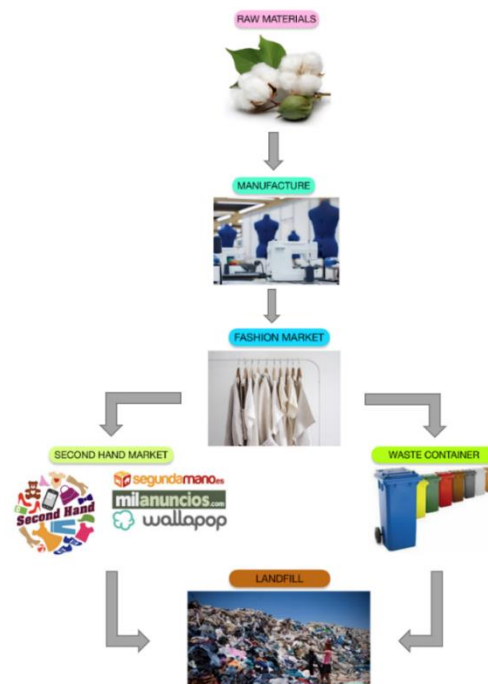 RAW MATERIALS
MANUFACTURE
FASHION MARKET
SECOND HAND MARKET
WASTE CONTAINER
segundamano.es
Second Hand
milanuncios.com
wallapop
LANDFILL